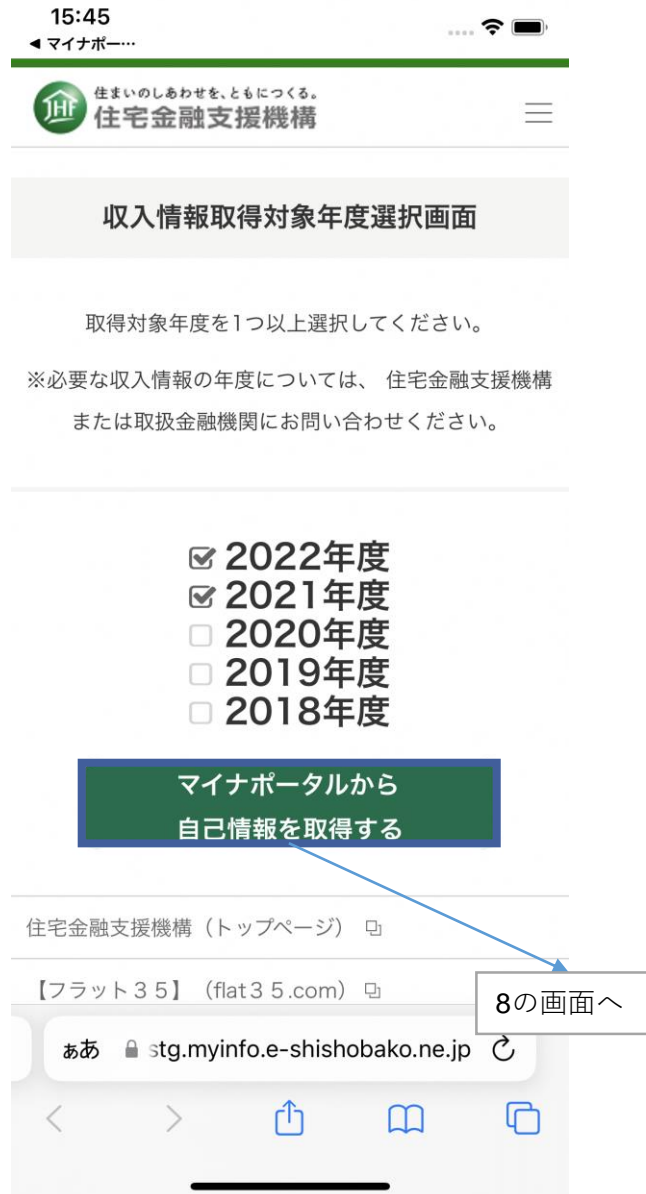 15:45
◀ マイナポー…
JHF
住まいのしあわせを、ともにつくる。
住宅金融支援機構
収入情報取得対象年度選択画面
取得対象年度を1つ以上選択してください。
※必要な収入情報の年度については、 住宅金融支援機構
または取扱金融機関にお問い合わせください。
2022年度
2021年度
2020年度
2019年度
2018年度
マイナポータルから
自己情報を取得する
住宅金融支援機構（トップページ）
【フラット３５】（flat３５.com）
8の画面へ
ぁあ stg.myinfo.e-shishobako.ne.jp